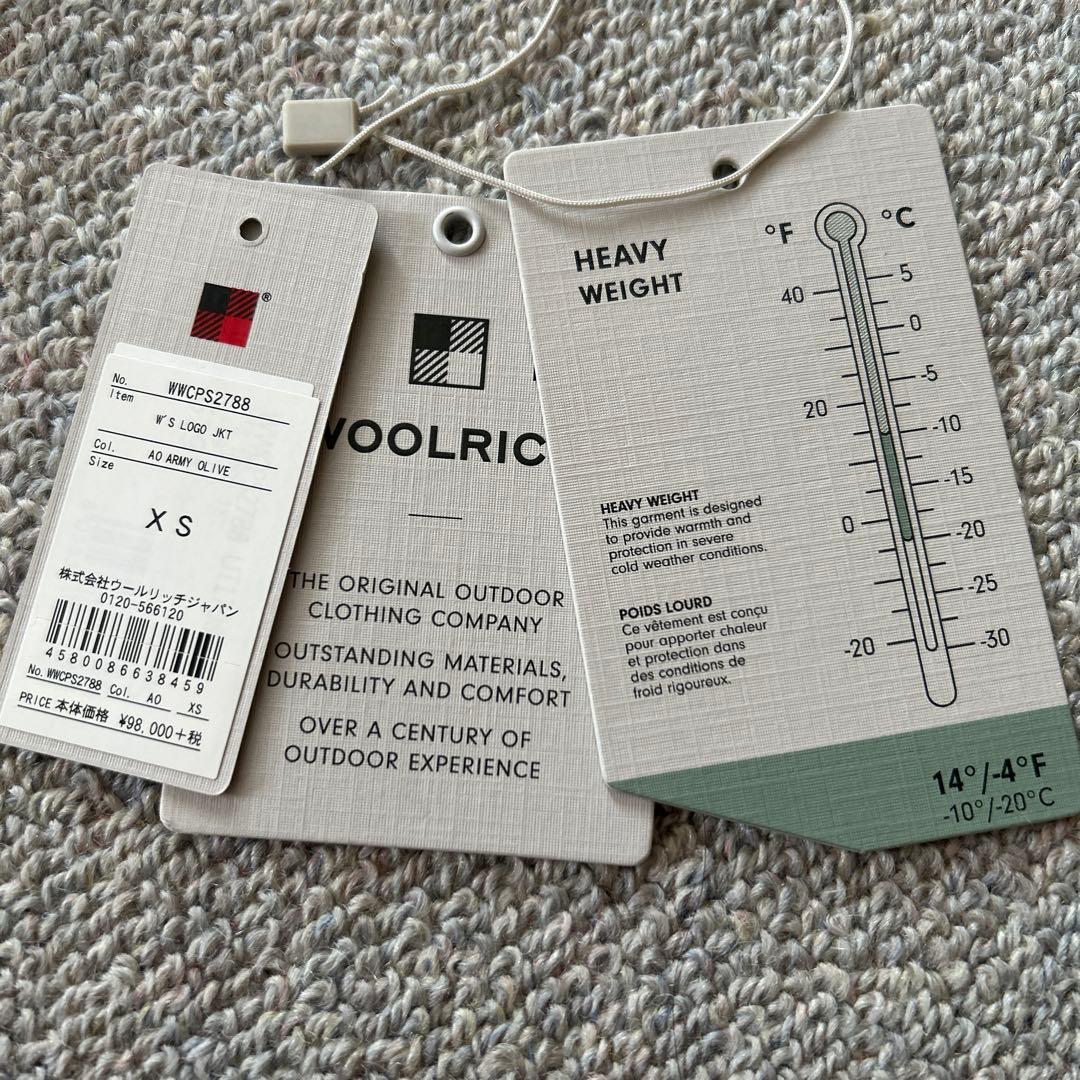 ®
No. WWCPS2788
Item
W'S LOGO JKT
Col. AO ARMY OLIVE
Size
XS
株式会社ウールリッチジャパン
0120-566120
4580086638459
No. WWCPS2788 Col. AO XS
PRICE 本体価格 ¥98,000+税
WOOLRIC
THE ORIGINAL OUTDOOR
CLOTHING COMPANY
OUTSTANDING MATERIALS,
DURABILITY AND COMFORT
OVER A CENTURY OF
OUTDOOR EXPERIENCE
HEAVY
WEIGHT
°F °C
5
40
0
-5
20
-10
-15
0
-20
-25
-20
-30
HEAVY WEIGHT
This garment is designed
to provide warmth and
protection in severe
cold weather conditions.
POIDS LOURD
Ce vêtement est conçu
pour apporter chaleur
et protection dans
des conditions de
froid rigoureux.
14°/-4°F
-10°/-20°C